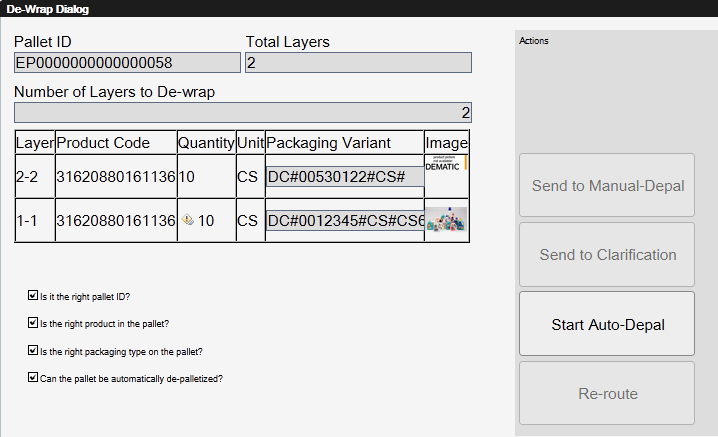 De-Wrap Dialog
Pallet ID Total Layers
EP0000000000000058 2
Number of Layers to De-wrap
2
Layer Product Code Quantity Unit Packaging Variant Image
2-2 31620880161136 10 CS DC#00530122#CS#
product picture
not available
DEMATIC
1-1 31620880161136 10 CS DC#0012345#CS#CS6
Is it the right pallet ID?
Is the right product in the pallet?
Is the right packaging type on the pallet?
Can the pallet be automatically de-palletized?
Actions
Send to Manual-Depal
Send to Clarification
Start Auto-Depal
Re-route